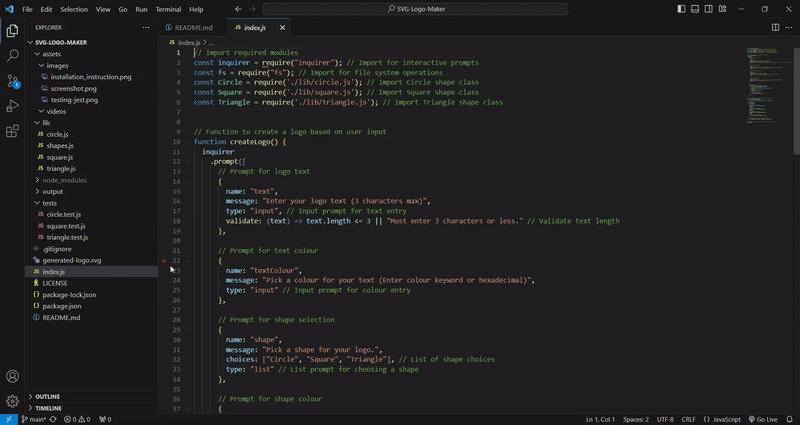 File Edit Selection View Go Run Terminal Help
SVG-Logo-Maker
EXPLORER
SVG-LOGO-MAKER
assets
images
installation_instruction.png
screenshot.png
testing-jest.png
videos
lib
circle.js
shapes.js
square.js
triangle.js
node_modules
output
tests
circle.test.js
square.test.js
triangle.test.js
.gitignore
generated-logo.svg
index.js
LICENSE
package-lock.json
package.json
README.md
OUTLINE
TIMELINE
README.md
index.js
index.js > ...
1 // Import required modules
2 const inquirer = require("inquirer"); // Import for interactive prompts
3 const fs = require("fs"); // Import for file system operations
4 const Circle = require('./lib/circle.js'); // Import Circle shape class
5 const Square = require('./lib/square.js'); // Import Square shape class
6 const Triangle = require('./lib/triangle.js'); // Import Triangle shape class
7
8
9 // Function to create a logo based on user input
10 function createLogo() {
11 inquirer
12 .prompt([
13 // Prompt for logo text
14 {
15 name: "text",
16 message: "Enter your logo text (3 characters max)",
17 type: "input", // Input prompt for text entry
18 validate: (text) => text.length <= 3 || "Must enter 3 characters or less." // Validate text length
19 },
20
21 // Prompt for text colour
22 {
23 name: "textColour",
24 message: "Pick a colour for your text (Enter colour keyword or hexadecimal)",
25 type: "input" // Input prompt for colour entry
26 },
27
28 // Prompt for shape selection
29 {
30 name: "shape",
31 message: "Pick a shape for your logo.",
32 choices: ["Circle", "Square", "Triangle"], // List of shape choices
33 type: "list" // List prompt for choosing a shape
34 },
35
36 // Prompt for shape colour
37 {
main* 0 0 0 Ln 1, Col 1 Spaces: 2 UTF-8 CRLF {} JavaScript Go Live